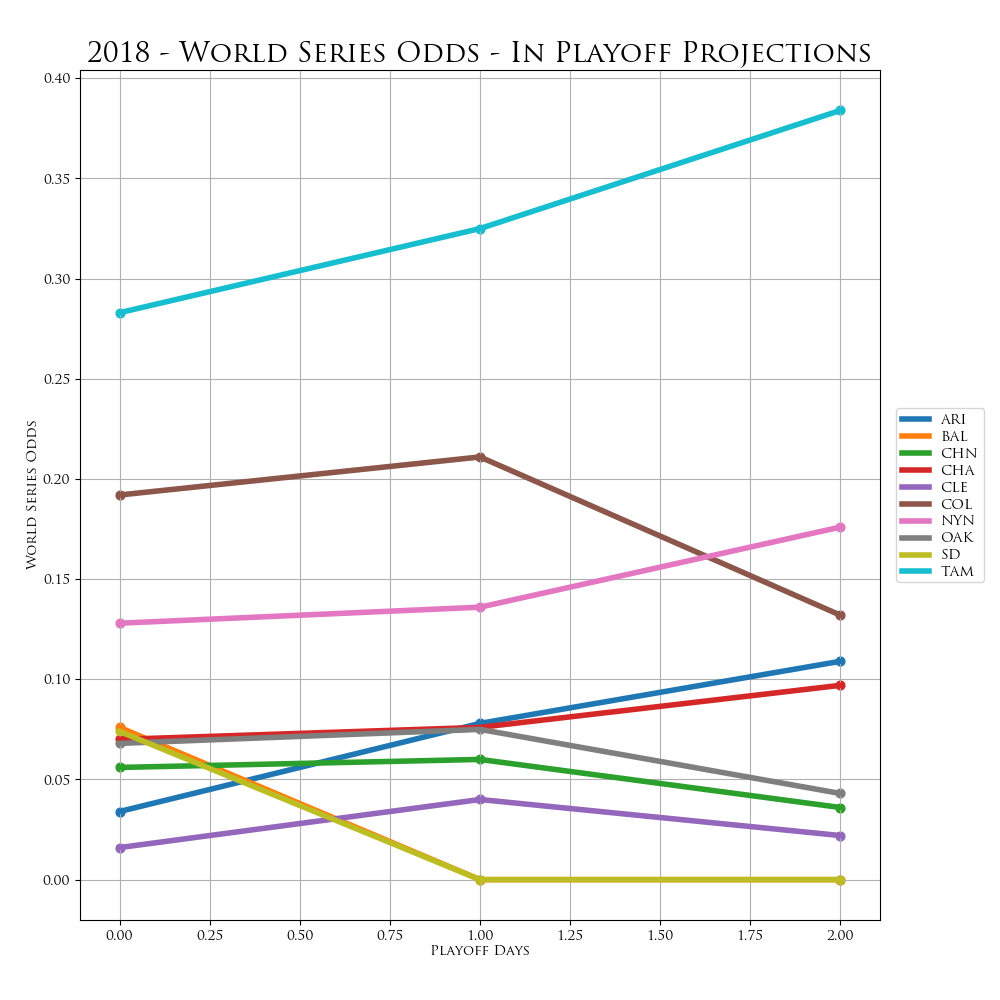 2018 - World Series Odds - In Playoff Projections
0.40
0.35
0.30
0.25
0.20
0.15
0.10
0.05
0.00
World Series Odds
0.00 0.25 0.50 0.75 1.00 1.25 1.50 1.75 2.00
Playoff Days
ARI
BAL
CHN
CHA
CLE
COL
NYN
OAK
SD
TAM